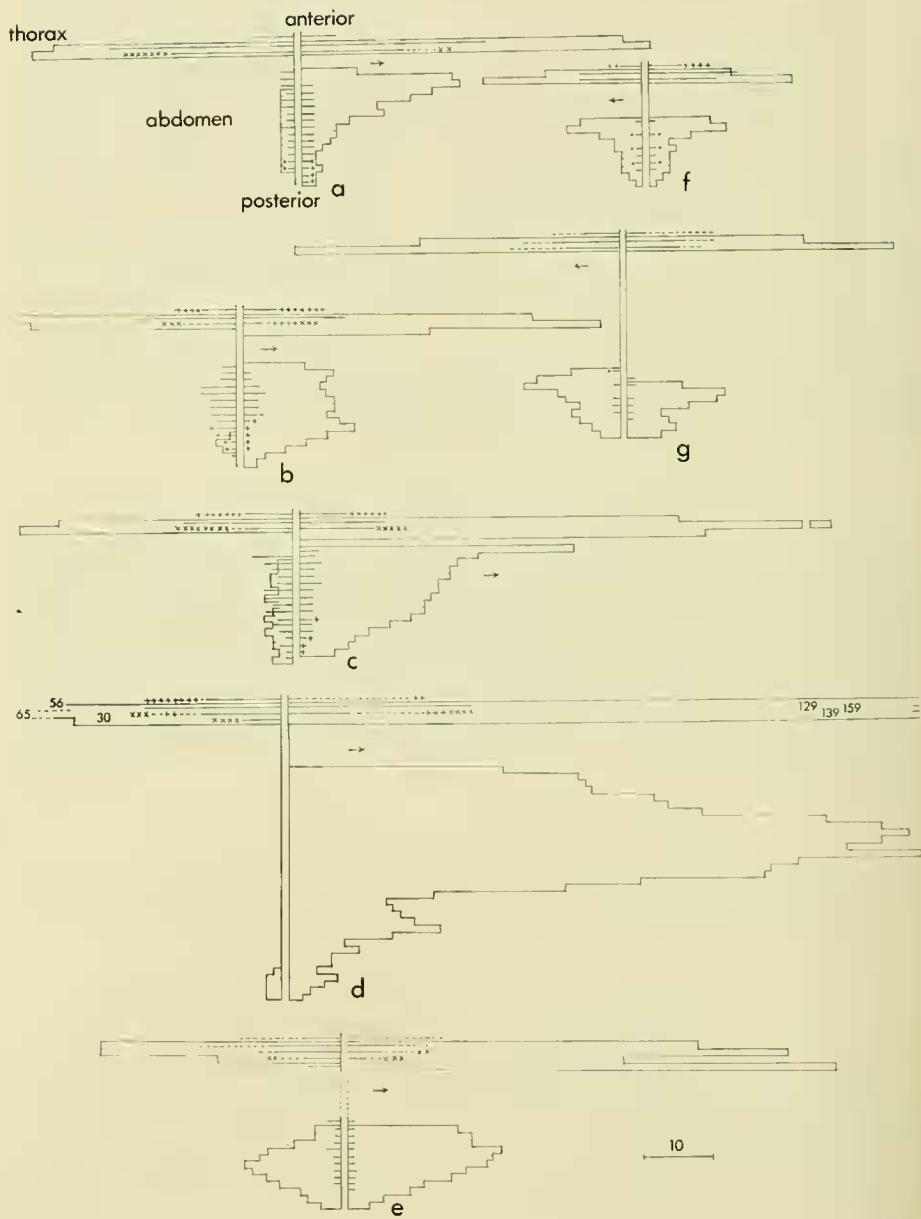 anterior
thorax
abdomen
posterior
a
f
b
g
c
56
65
30
129
139
159
d
10
e